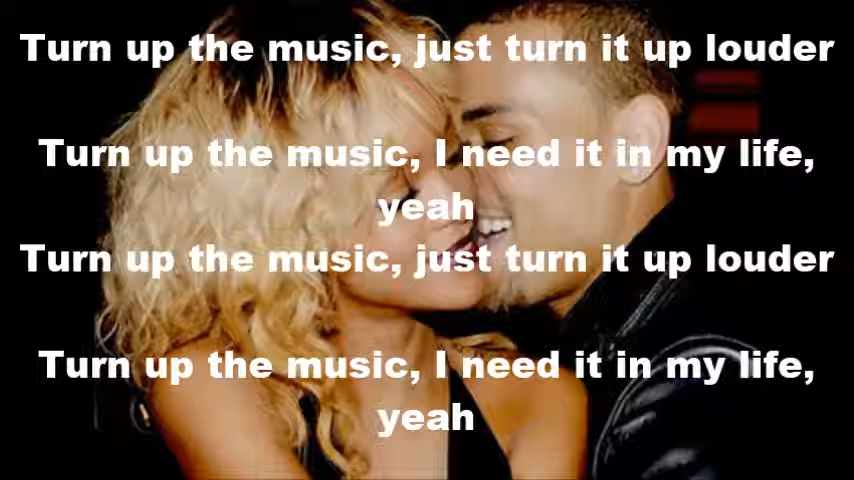 Turn up the music, just turn it up louder
Turn up the music, I need it in my life,
yeah
Turn up the music, just turn it up louder
Turn up the music, I need it in my life,
yeah